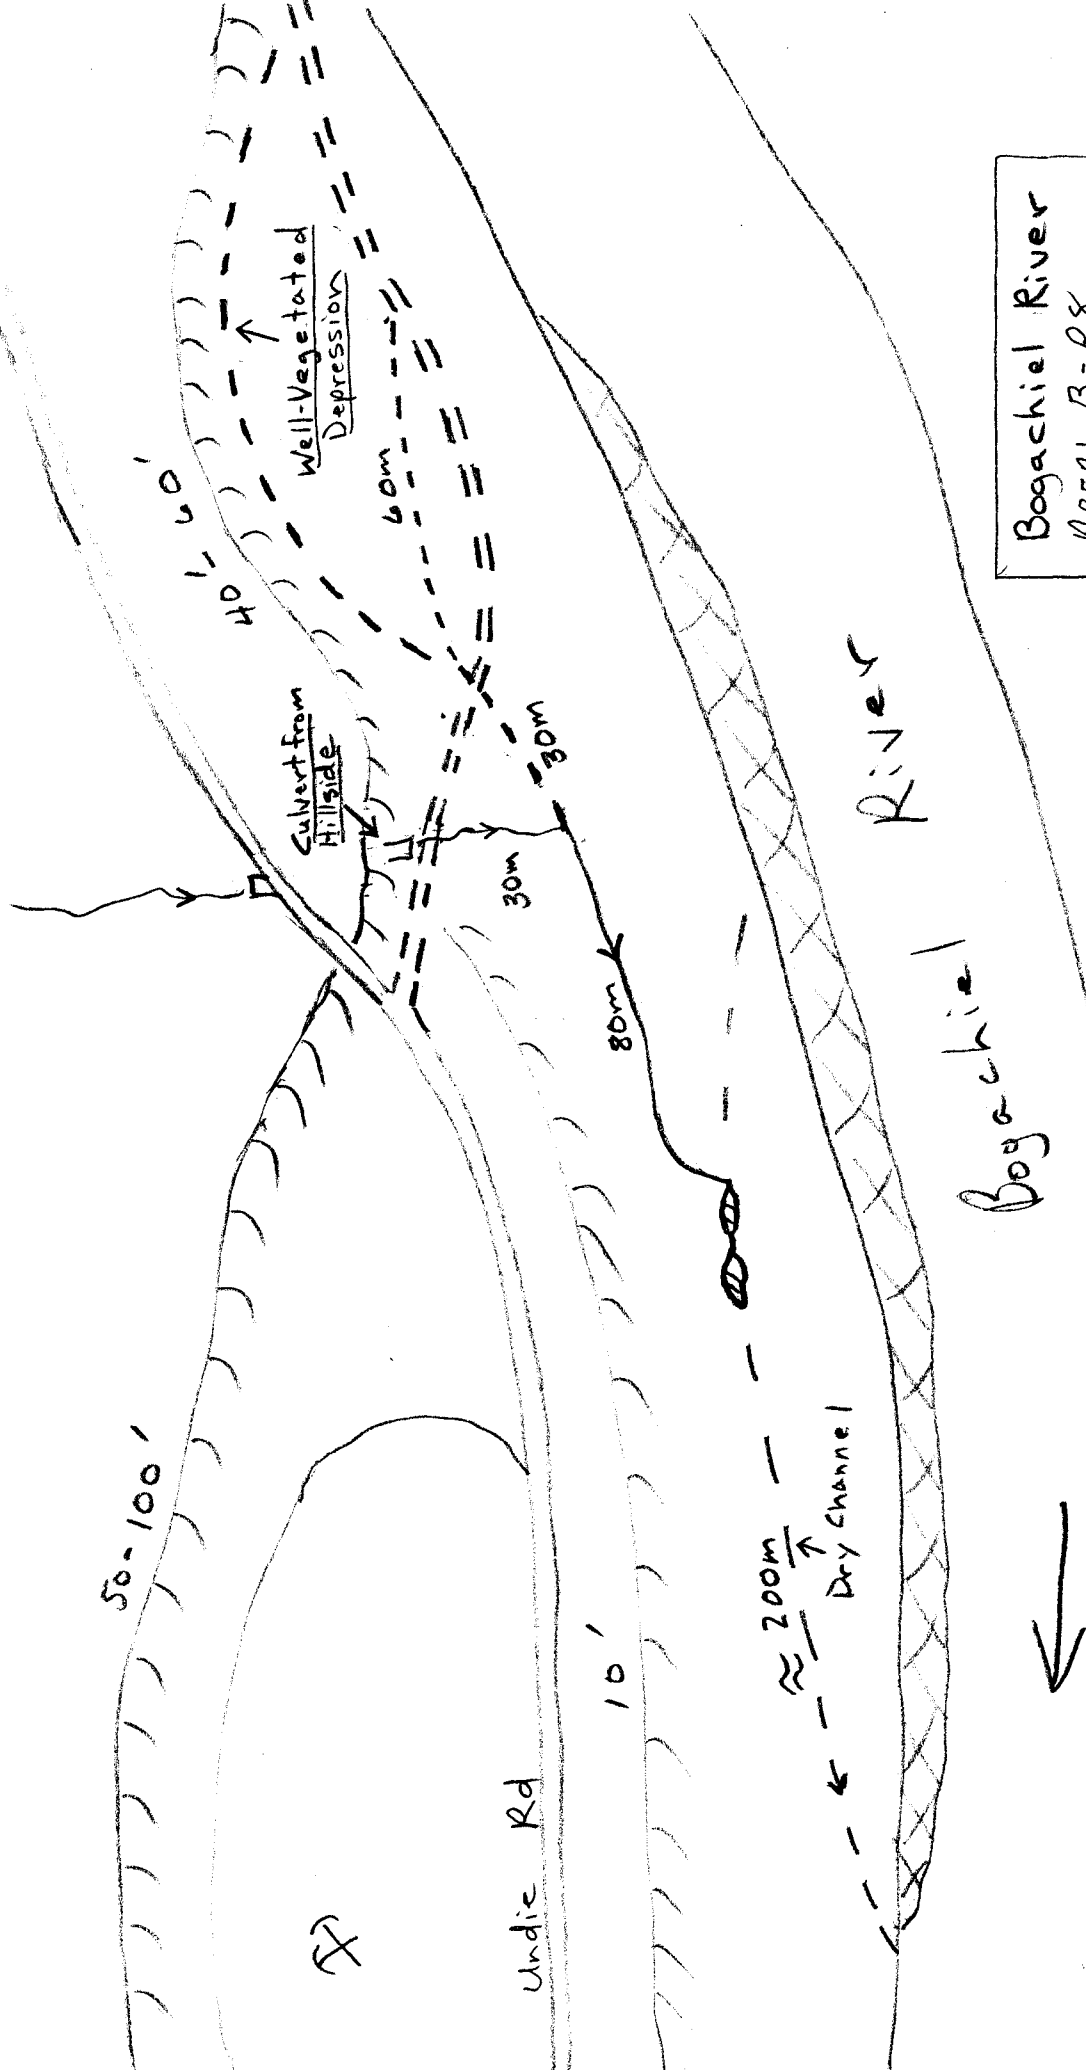 50-100'
40'-60'
Culvert from
Hillside
Well-Vegetated
Depression
60m
30m
30m
80m
10'
Undie Rd
≈ 200m
Dry Channel
Bogachiel River
Bogachiel River